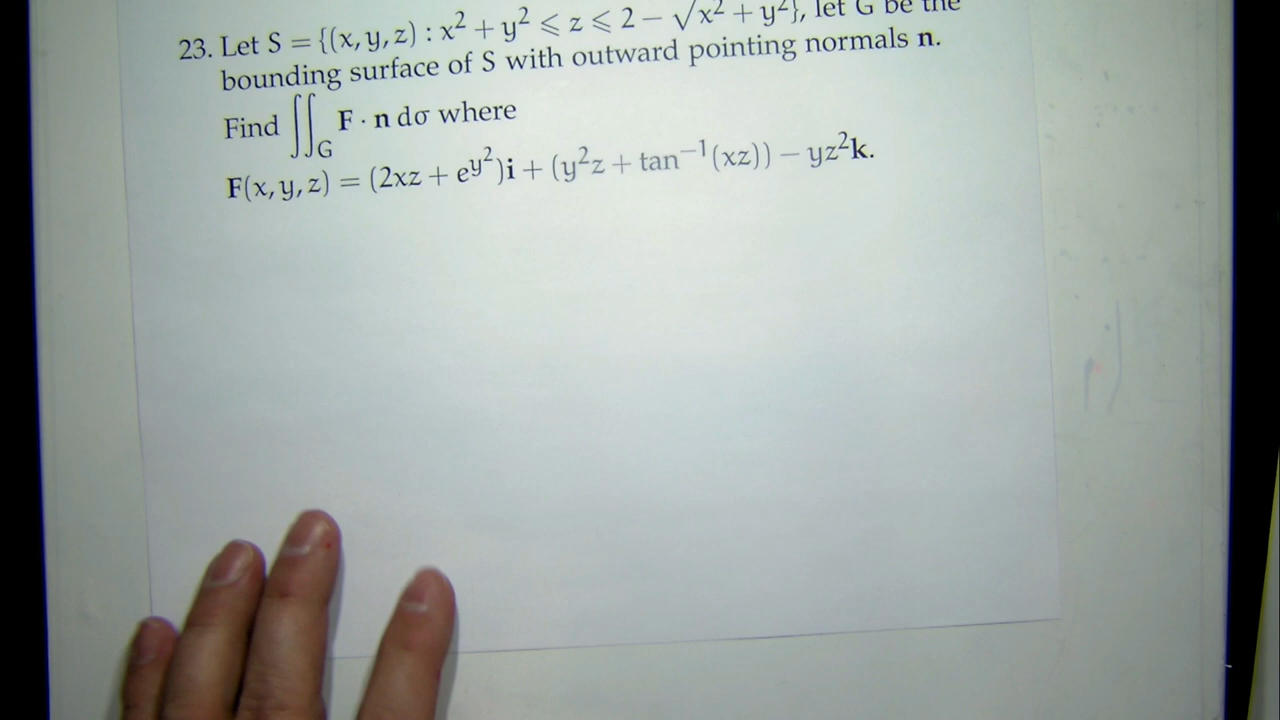 23. Let S = {(x, y, z) : x² + y² ⩽ z ⩽ 2 − √x² + y²}, let G be the
bounding surface of S with outward pointing normals n.
Find ∬_G F · n dσ where
F(x, y, z) = (2xz + e^{y²})i + (y²z + tan⁻¹(xz)) − yz²k.